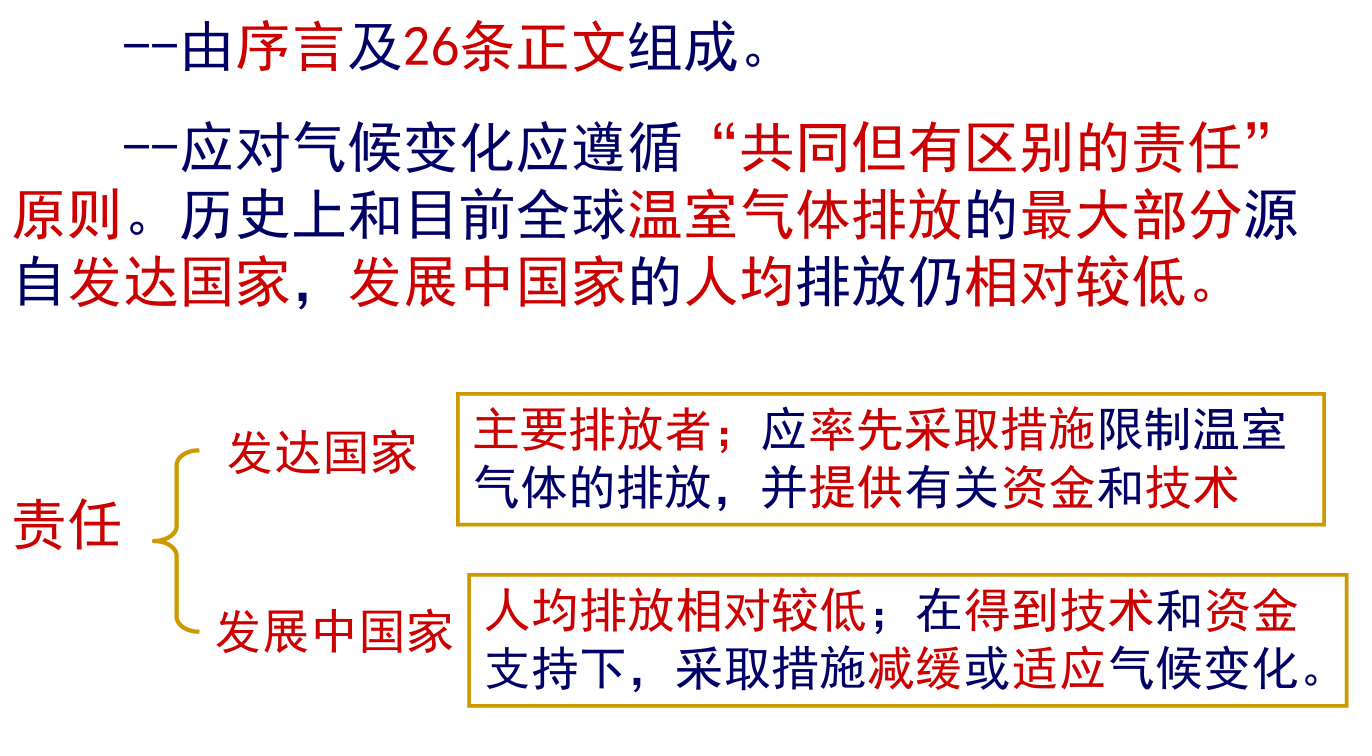 --由序言及26条正文组成。
--应对气候变化应遵循“共同但有区别的责任”
原则。历史上和目前全球温室气体排放的最大部分源
自发达国家，发展中国家的人均排放仍相对较低。
责任
发达国家
主要排放者；应率先采取措施限制温室
气体的排放，并提供有关资金和技术
发展中国家
人均排放相对较低；在得到技术和资金
支持下，采取措施减缓或适应气候变化。